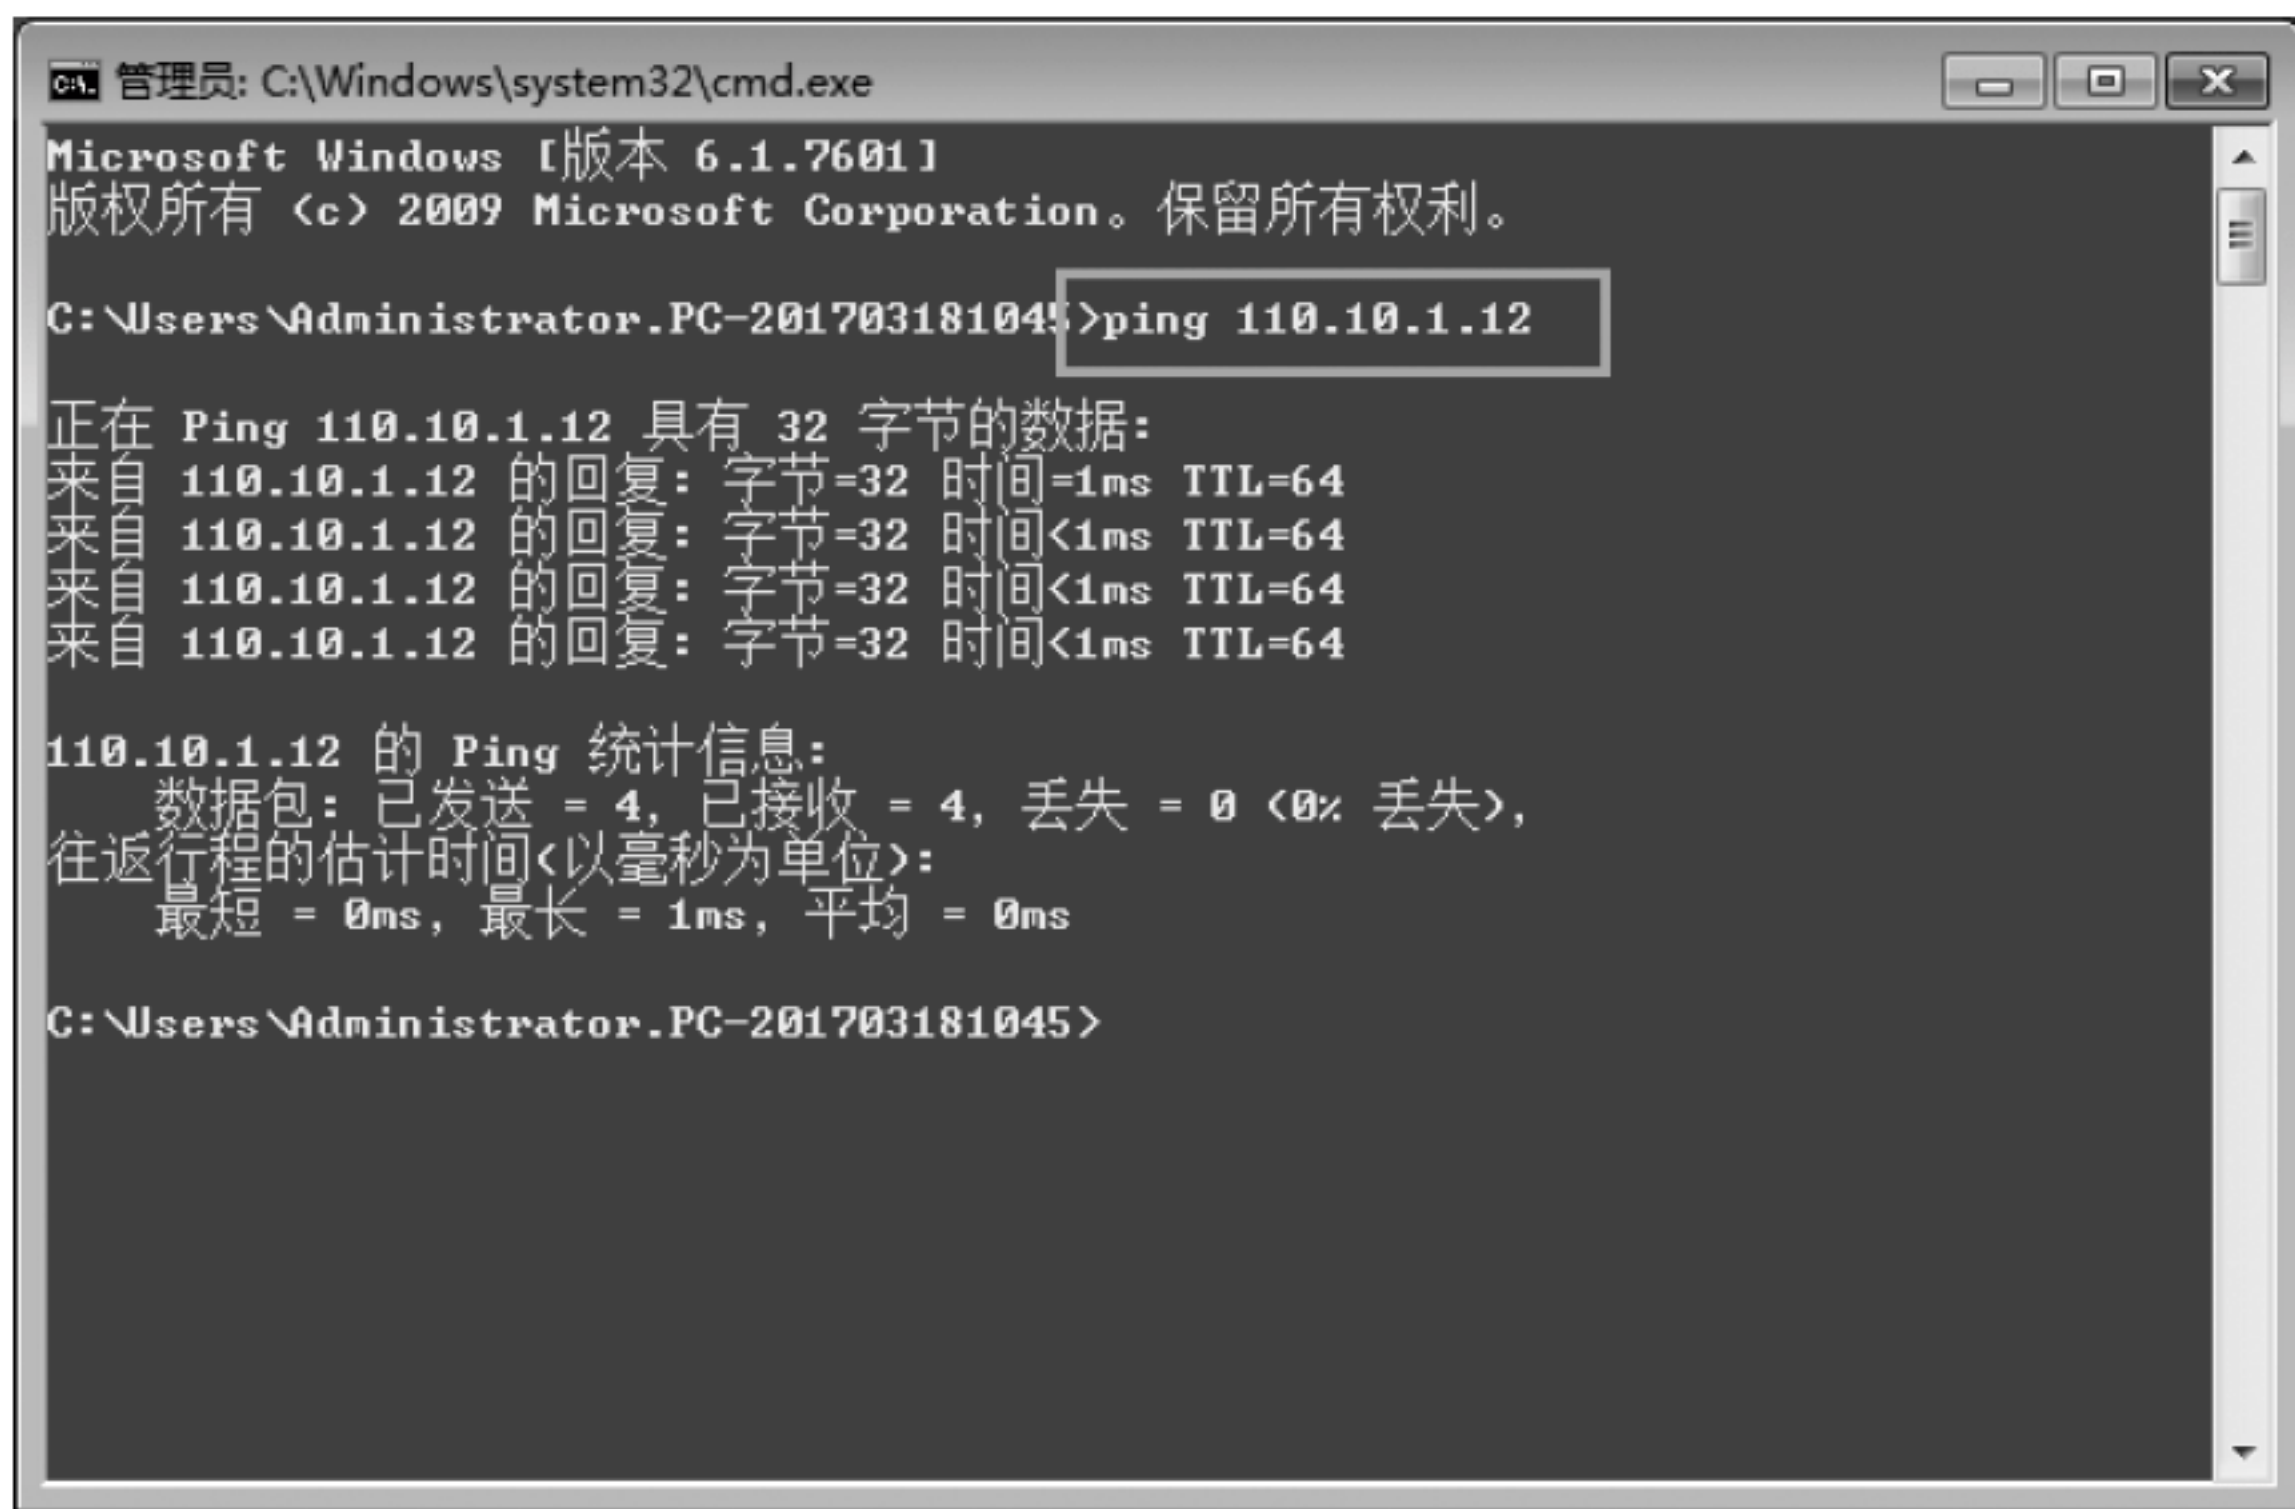 管理员: C:\Windows\system32\cmd.exe
Microsoft Windows [版本 6.1.7601]
版权所有 (c) 2009 Microsoft Corporation。保留所有权利。
C:\Users\Administrator.PC-201703181045>ping 110.10.1.12
正在 Ping 110.10.1.12 具有 32 字节的数据:
来自 110.10.1.12 的回复: 字节=32 时间=1ms TTL=64
来自 110.10.1.12 的回复: 字节=32 时间<1ms TTL=64
来自 110.10.1.12 的回复: 字节=32 时间<1ms TTL=64
来自 110.10.1.12 的回复: 字节=32 时间<1ms TTL=64
110.10.1.12 的 Ping 统计信息:
数据包: 已发送 = 4, 已接收 = 4, 丢失 = 0 (0% 丢失),
往返行程的估计时间(以毫秒为单位):
最短 = 0ms, 最长 = 1ms, 平均 = 0ms
C:\Users\Administrator.PC-201703181045>